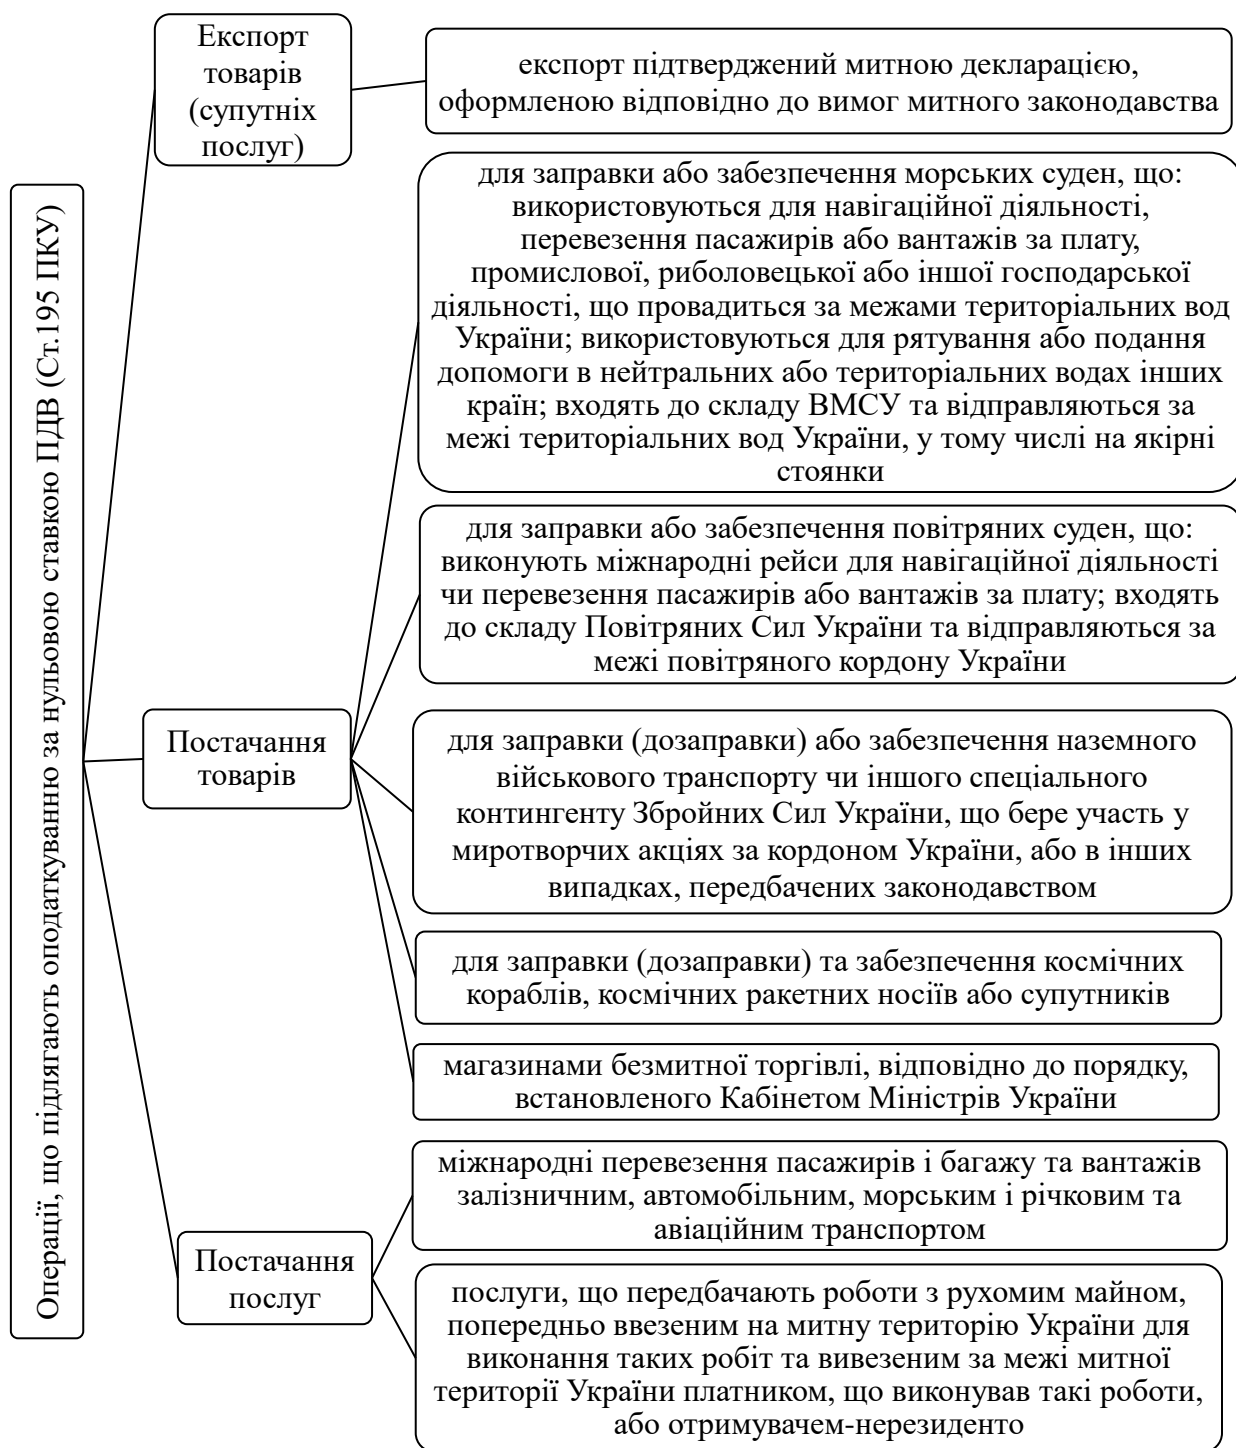 Операції, що підлягають оподаткуванню за нульовою ставкою ПДВ (Ст.195 ПКУ)
Експорт
товарів
(супутніх
послуг)
експорт підтверджений митною декларацією,
оформленою відповідно до вимог митного законодавства
Постачання
товарів
для заправки або забезпечення морських суден, що:
використовуються для навігаційної діяльності,
перевезення пасажирів або вантажів за плату,
промислової, риболовецької або іншої господарської
діяльності, що провадиться за межами територіальних вод
України; використовуються для рятування або подання
допомоги в нейтральних або територіальних водах інших
країн; входять до складу ВМСУ та відправляються за
межі територіальних вод України, у тому числі на якірні
стоянки
для заправки або забезпечення повітряних суден, що:
виконують міжнародні рейси для навігаційної діяльності
чи перевезення пасажирів або вантажів за плату; входять
до складу Повітряних Сил України та відправляються за
межі повітряного кордону України
для заправки (дозаправки) або забезпечення наземного
військового транспорту чи іншого спеціального
контингенту Збройних Сил України, що бере участь у
миротворчих акціях за кордоном України, або в інших
випадках, передбачених законодавством
для заправки (дозаправки) та забезпечення космічних
кораблів, космічних ракетних носіїв або супутників
магазинами безмитної торгівлі, відповідно до порядку,
встановленого Кабінетом Міністрів України
Постачання
послуг
міжнародні перевезення пасажирів і багажу та вантажів
залізничним, автомобільним, морським і річковим та
авіаційним транспортом
послуги, що передбачають роботи з рухомим майном,
попередньо ввезеним на митну територію України для
виконання таких робіт та вивезеним за межі митної
території України платником, що виконував такі роботи,
або отримувачем-нерезиденто